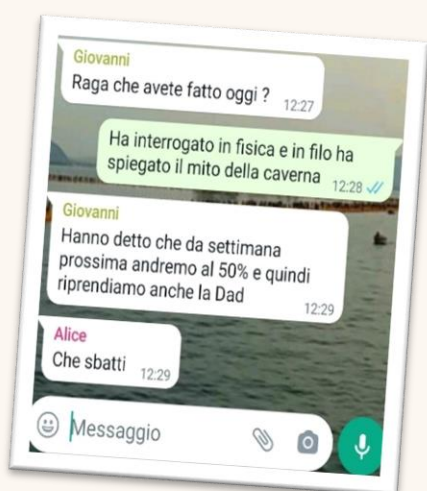 Giovanni
Raga che avete fatto oggi ?
12:27
Ha interrogato in fisica e in filo ha
spiegato il mito della caverna
12:28
Giovanni
Hanno detto che da settimana
prossima andremo al 50% e quindi
riprendiamo anche la Dad
12:29
Alice
Che sbatti
12:29
Messaggio